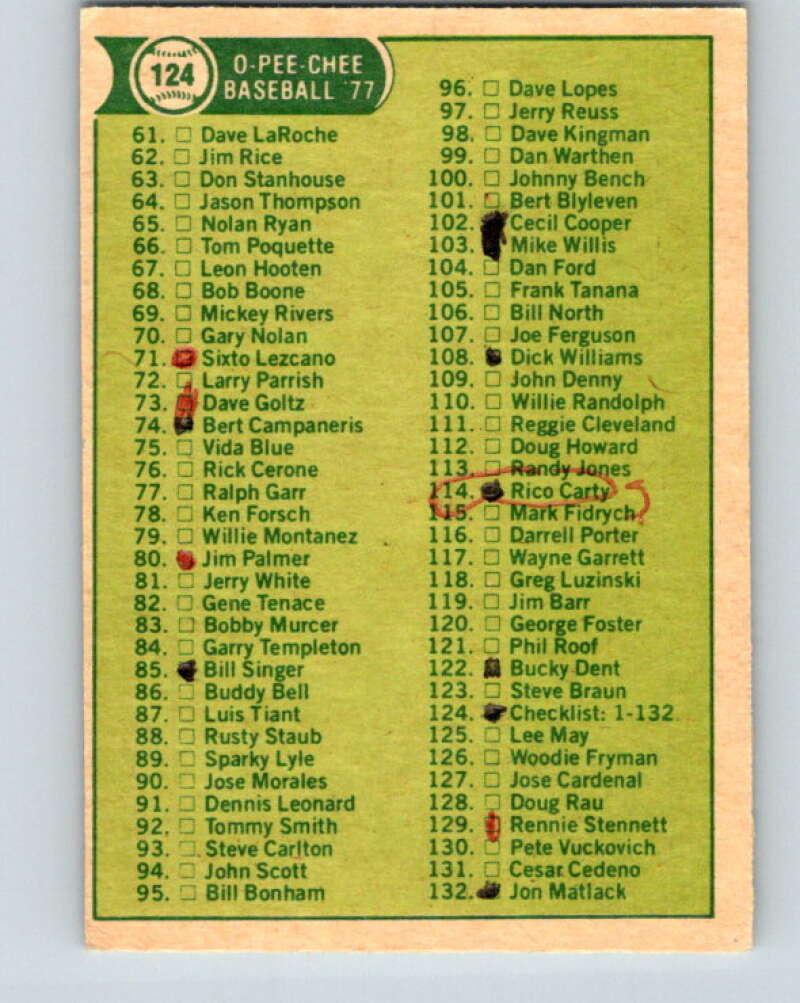 124
O-PEE-CHEE
BASEBALL '77
61. Dave LaRoche
62. Jim Rice
63. Don Stanhouse
64. Jason Thompson
65. Nolan Ryan
66. Tom Poquette
67. Leon Hooten
68. Bob Boone
69. Mickey Rivers
70. Gary Nolan
71. Sixto Lezcano
72. Larry Parrish
73. Dave Goltz
74. Bert Campaneris
75. Vida Blue
76. Rick Cerone
77. Ralph Garr
78. Ken Forsch
79. Willie Montanez
80. Jim Palmer
81. Jerry White
82. Gene Tenace
83. Bobby Murcer
84. Garry Templeton
85. Bill Singer
86. Buddy Bell
87. Luis Tiant
88. Rusty Staub
89. Sparky Lyle
90. Jose Morales
91. Dennis Leonard
92. Tommy Smith
93. Steve Carlton
94. John Scott
95. Bill Bonham
96. Dave Lopes
97. Jerry Reuss
98. Dave Kingman
99. Dan Warthen
100. Johnny Bench
101. Bert Blyleven
102. Cecil Cooper
103. Mike Willis
104. Dan Ford
105. Frank Tanana
106. Bill North
107. Joe Ferguson
108. Dick Williams
109. John Denny
110. Willie Randolph
111. Reggie Cleveland
112. Doug Howard
113. Randy Jones
114. Rico Carty
115. Mark Fidrych
116. Darrell Porter
117. Wayne Garrett
118. Greg Luzinski
119. Jim Barr
120. George Foster
121. Phil Roof
122. Bucky Dent
123. Steve Braun
124. Checklist: 1-132
125. Lee May
126. Woodie Fryman
127. Jose Cardenal
128. Doug Rau
129. Rennie Stennett
130. Pete Vuckovich
131. Cesar Cedeno
132. Jon Matlack